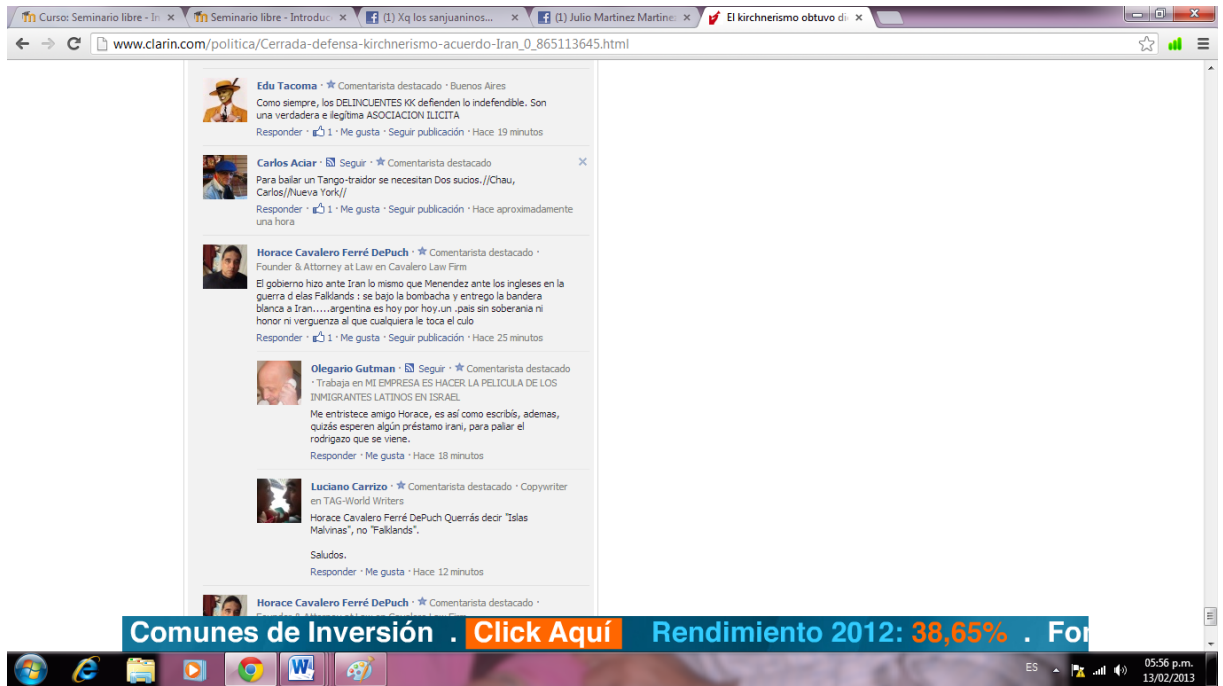 Curso: Seminario libre - In
Seminario libre - Introduc
(1) Xq los sanjuaninos...
(1) Julio Martinez Martine
El kirchnerismo obtuvo di
www.clarin.com/politica/Cerrada-defensa-kirchnerismo-acuerdo-Iran_0_865113645.html
Edu Tacoma · Comentarista destacado · Buenos Aires
Como siempre, los DELINCUENTES KK defienden lo indefendible. Son
una verdadera e ilegítima ASOCIACION ILICITA
Responder · 1 · Me gusta · Seguir publicación · Hace 19 minutos
Carlos Aciar · Seguir · Comentarista destacado
Para bailar un Tango-traidor se necesitan Dos sucios.//Chau,
Carlos//Nueva York//
Responder · 1 · Me gusta · Seguir publicación · Hace aproximadamente
una hora
Horace Cavalero Ferré DePuch · Comentarista destacado ·
Founder & Attorney at Law en Cavalero Law Firm
El gobierno hizo ante Iran lo mismo que Menendez ante los ingleses en la
guerra d elas Falklands : se bajo la bombacha y entrego la bandera
blanca a Iran.....argentina es hoy por hoy.un .pais sin soberania ni
honor ni verguenza al que cualquiera le toca el culo
Responder · 1 · Me gusta · Seguir publicación · Hace 25 minutos
Olegario Gutman · Seguir · Comentarista destacado
· Trabaja en MI EMPRESA ES HACER LA PELICULA DE LOS
INMIGRANTES LATINOS EN ISRAEL
Me entristece amigo Horace, es así como escribís, ademas,
quizás esperen algún préstamo irani, para paliar el
rodrigazo que se viene.
Responder · Me gusta · Hace 18 minutos
Luciano Carrizo · Comentarista destacado · Copywriter
en TAG-World Writers
Horace Cavalero Ferré DePuch Querrás decir "Islas
Malvinas", no "Falklands".
Saludos.
Responder · Me gusta · Hace 12 minutos
Horace Cavalero Ferré DePuch · Comentarista destacado ·
Comunes de Inversión . Click Aquí Rendimiento 2012: 38,65% . For
ES
05:56 p.m.
13/02/2013